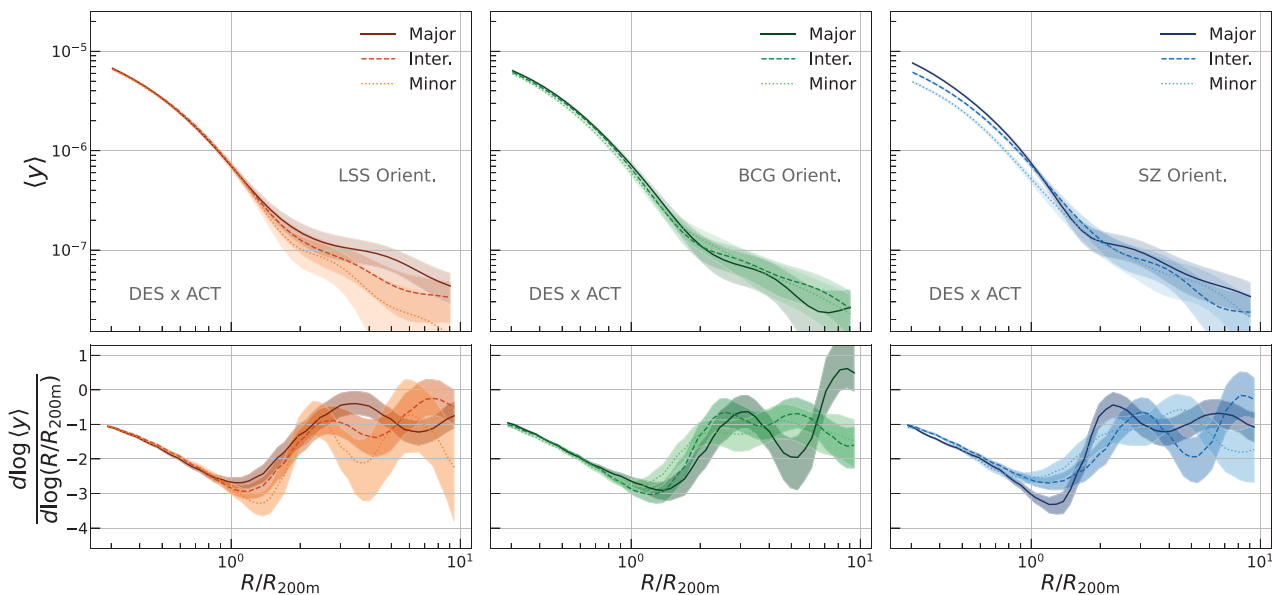 Major
Inter.
Minor
LSS Orient.
DES x ACT
Major
Inter.
Minor
BCG Orient.
DES x ACT
Major
Inter.
Minor
SZ Orient.
DES x ACT
⟨y⟩
10⁻⁵
10⁻⁶
10⁻⁷
dlog ⟨y⟩
dlog(R/R₂₀₀ₘ)
1
0
−1
−2
−3
−4
10⁰ 10¹
10⁰ 10¹
10⁰ 10¹
R/R₂₀₀ₘ
R/R₂₀₀ₘ
R/R₂₀₀ₘ